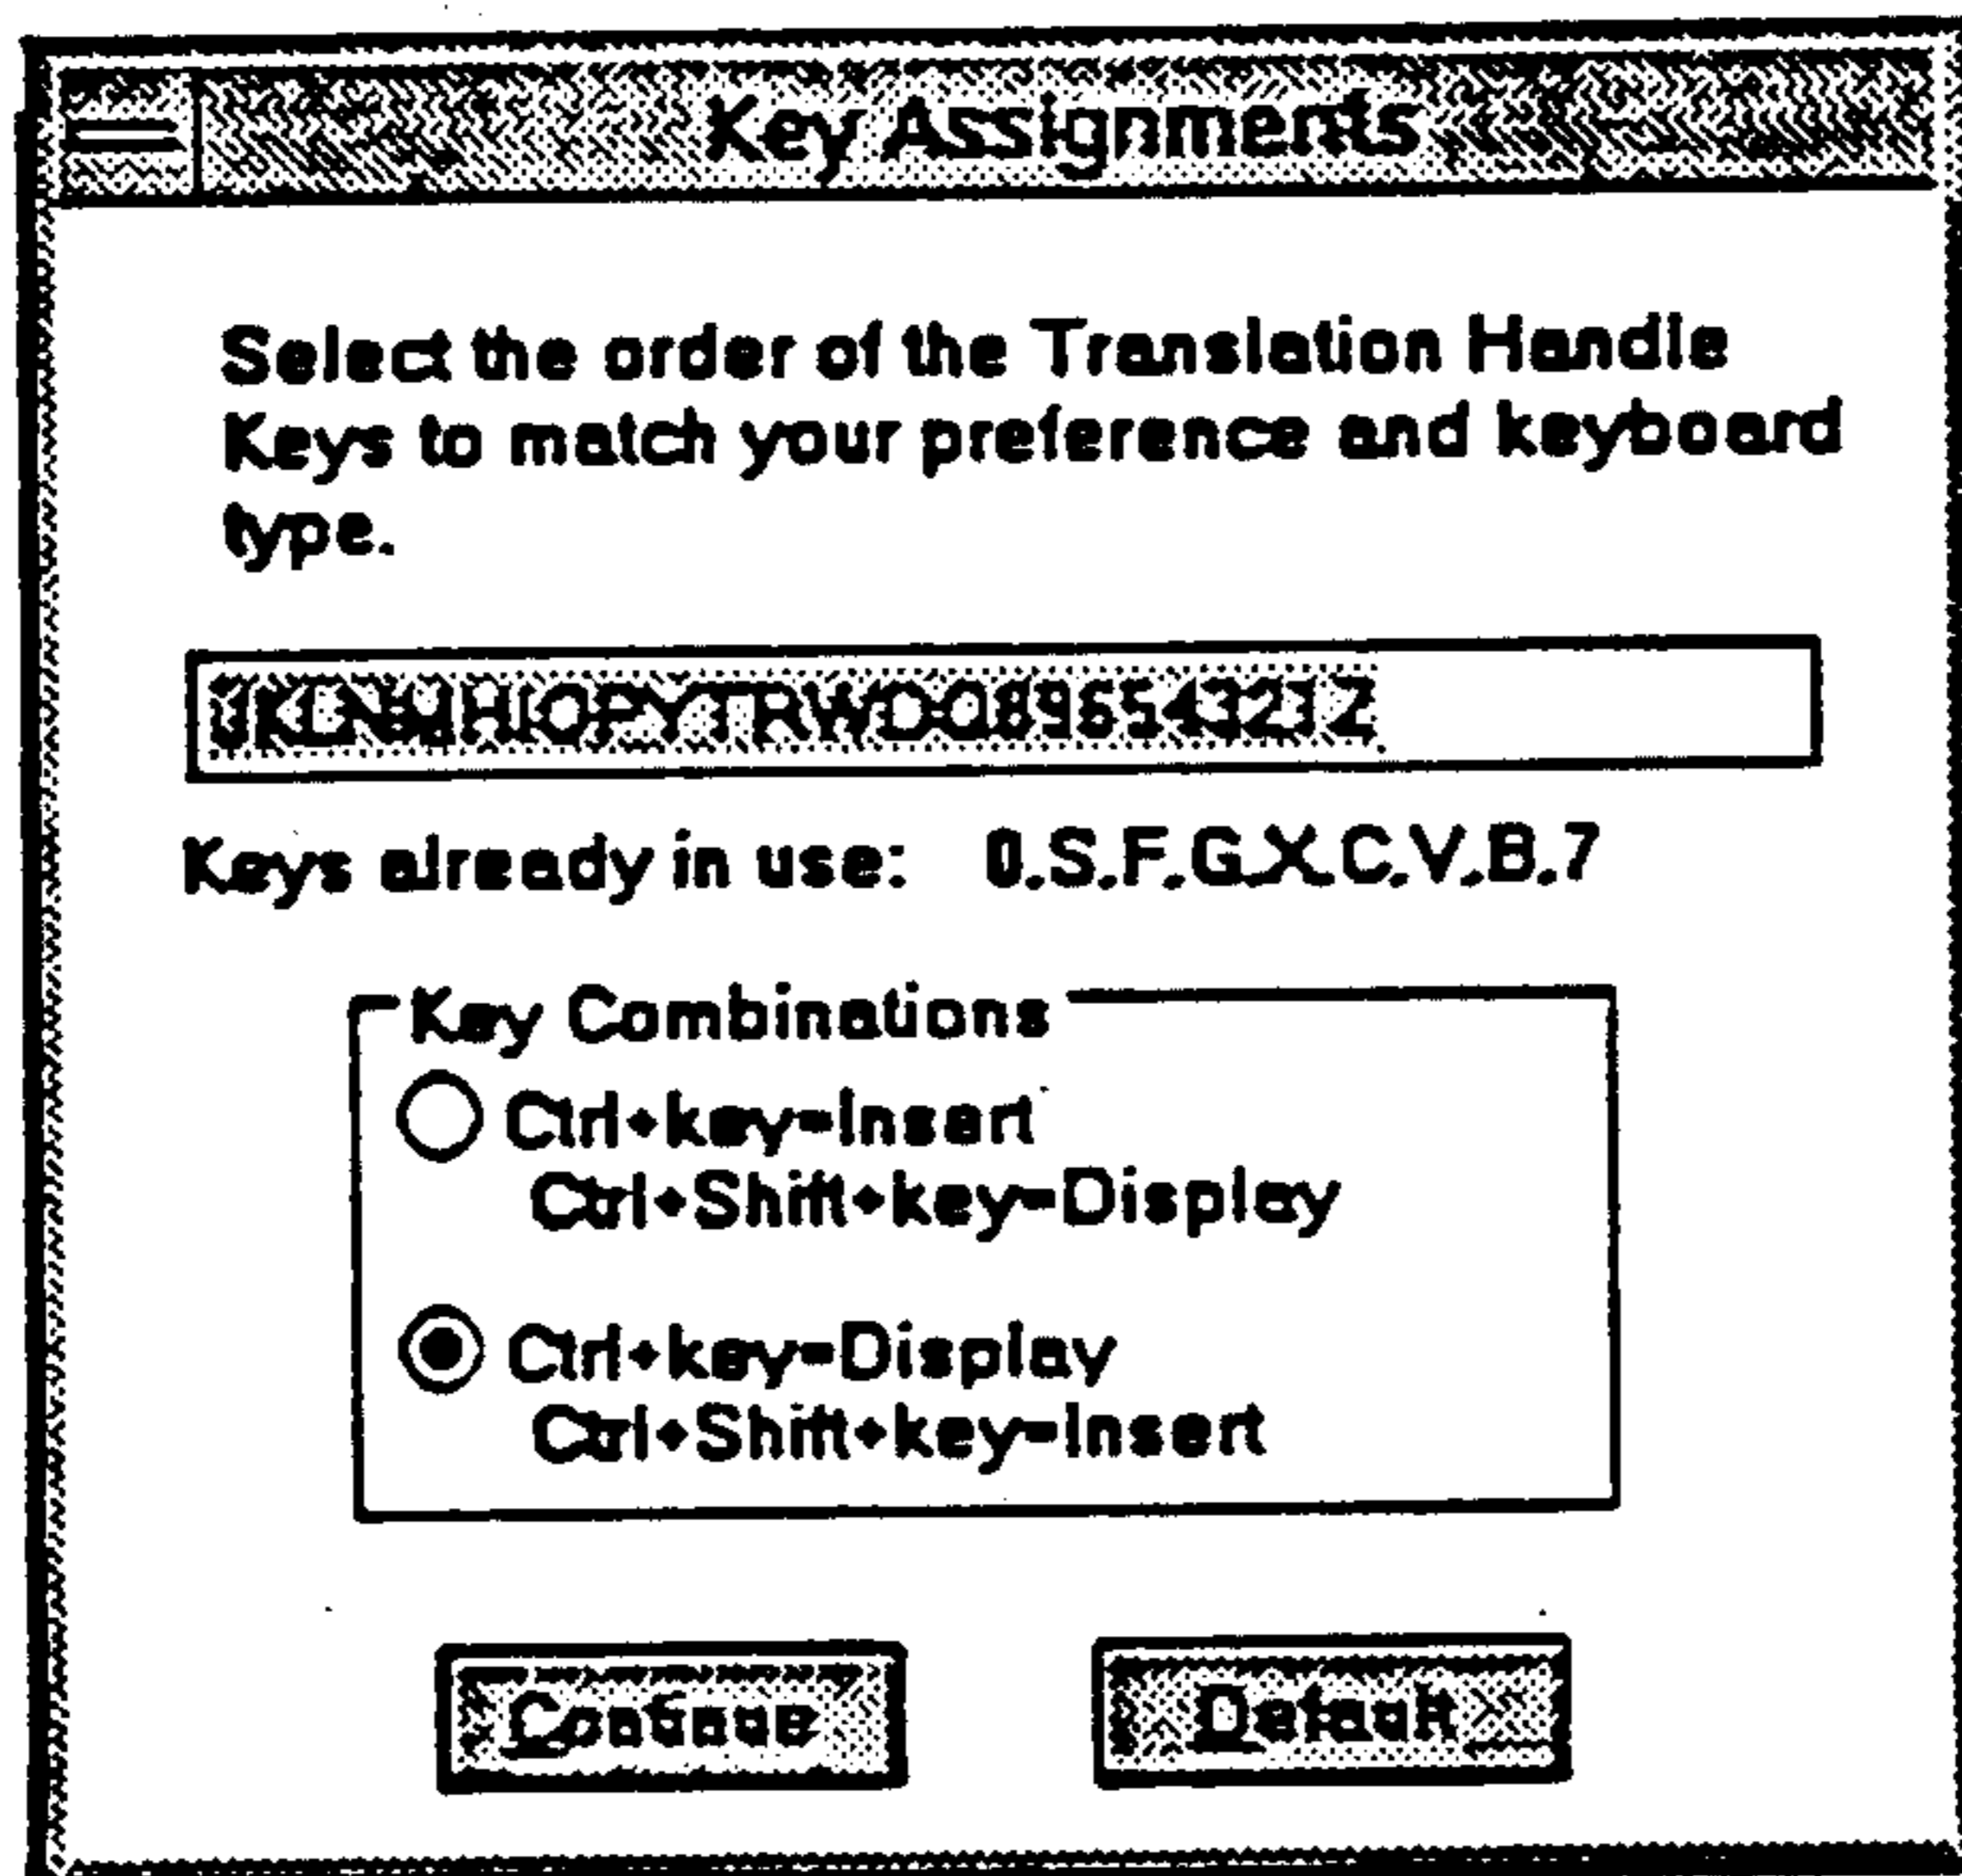 Key Assignments
Select the order of the Translation Handle
Keys to match your preference and keyboard
type.
Keys already in use: 0,S,F,G,X,C,V,B,7
Key Combinations
Ctrl+key=Insert
Ctrl+Shift+key=Display
Ctrl+key=Display
Ctrl+Shift+key=Insert
Continue
Default